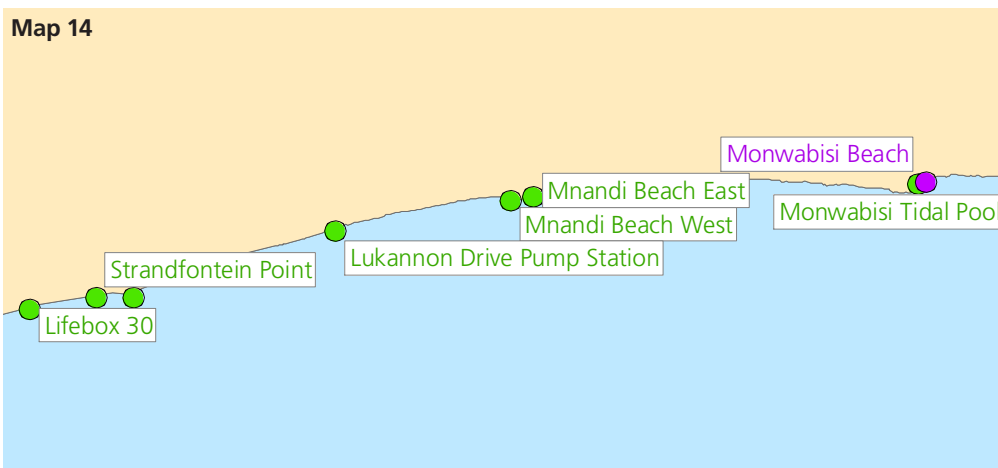 Map 14
Monwabisi Beach
Mnandi Beach East
Monwabisi Tidal Pool
Mnandi Beach West
Lukannon Drive Pump Station
Strandfontein Point
Lifebox 30